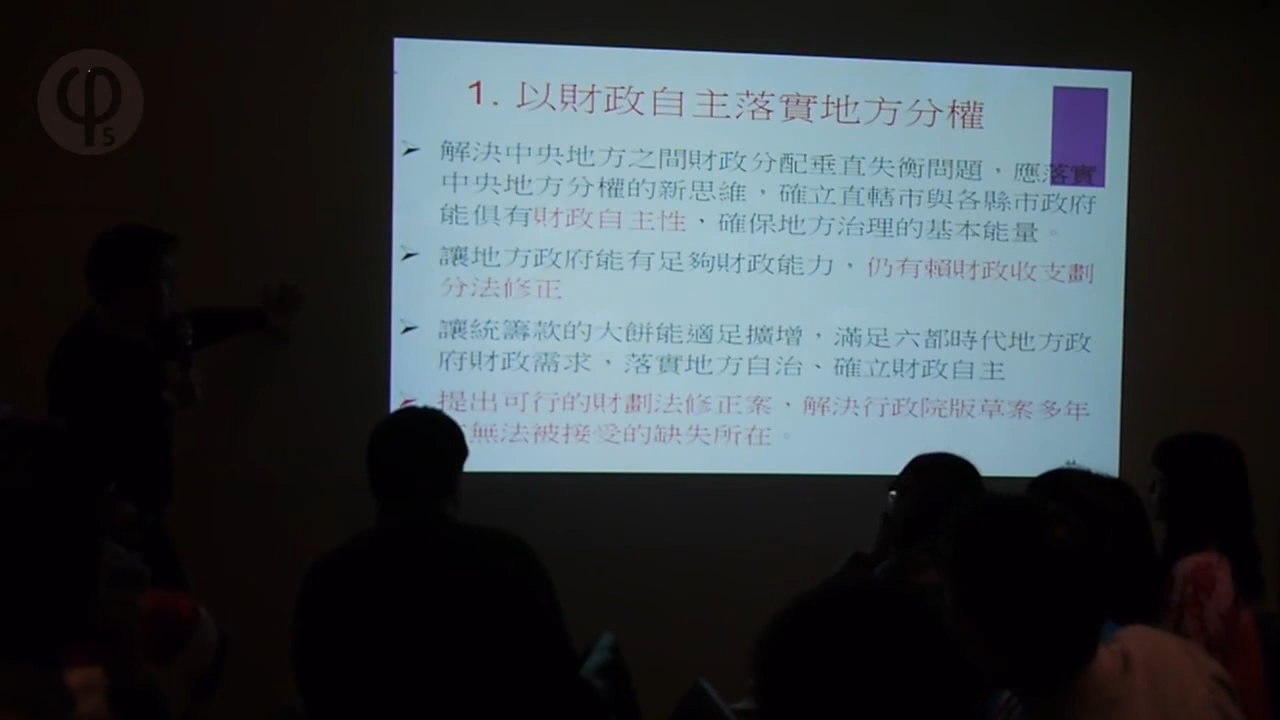 φ5
1. 以財政自主落實地方分權
➢ 解決中央地方之間財政分配垂直失衡問題，應落實
中央地方分權的新思維，確立直轄市與各縣市政府
能俱有財政自主性，確保地方治理的基本能量。
➢ 讓地方政府能有足夠財政能力，仍有賴財政收支劃
分法修正
➢ 讓統籌款的大餅能適足擴增，滿足六都時代地方政
府財政需求、落實地方自治、確立財政自主
➢ 提出可行的財劃法修正案，解決行政院版草案多年
無法被接受的缺失所在。